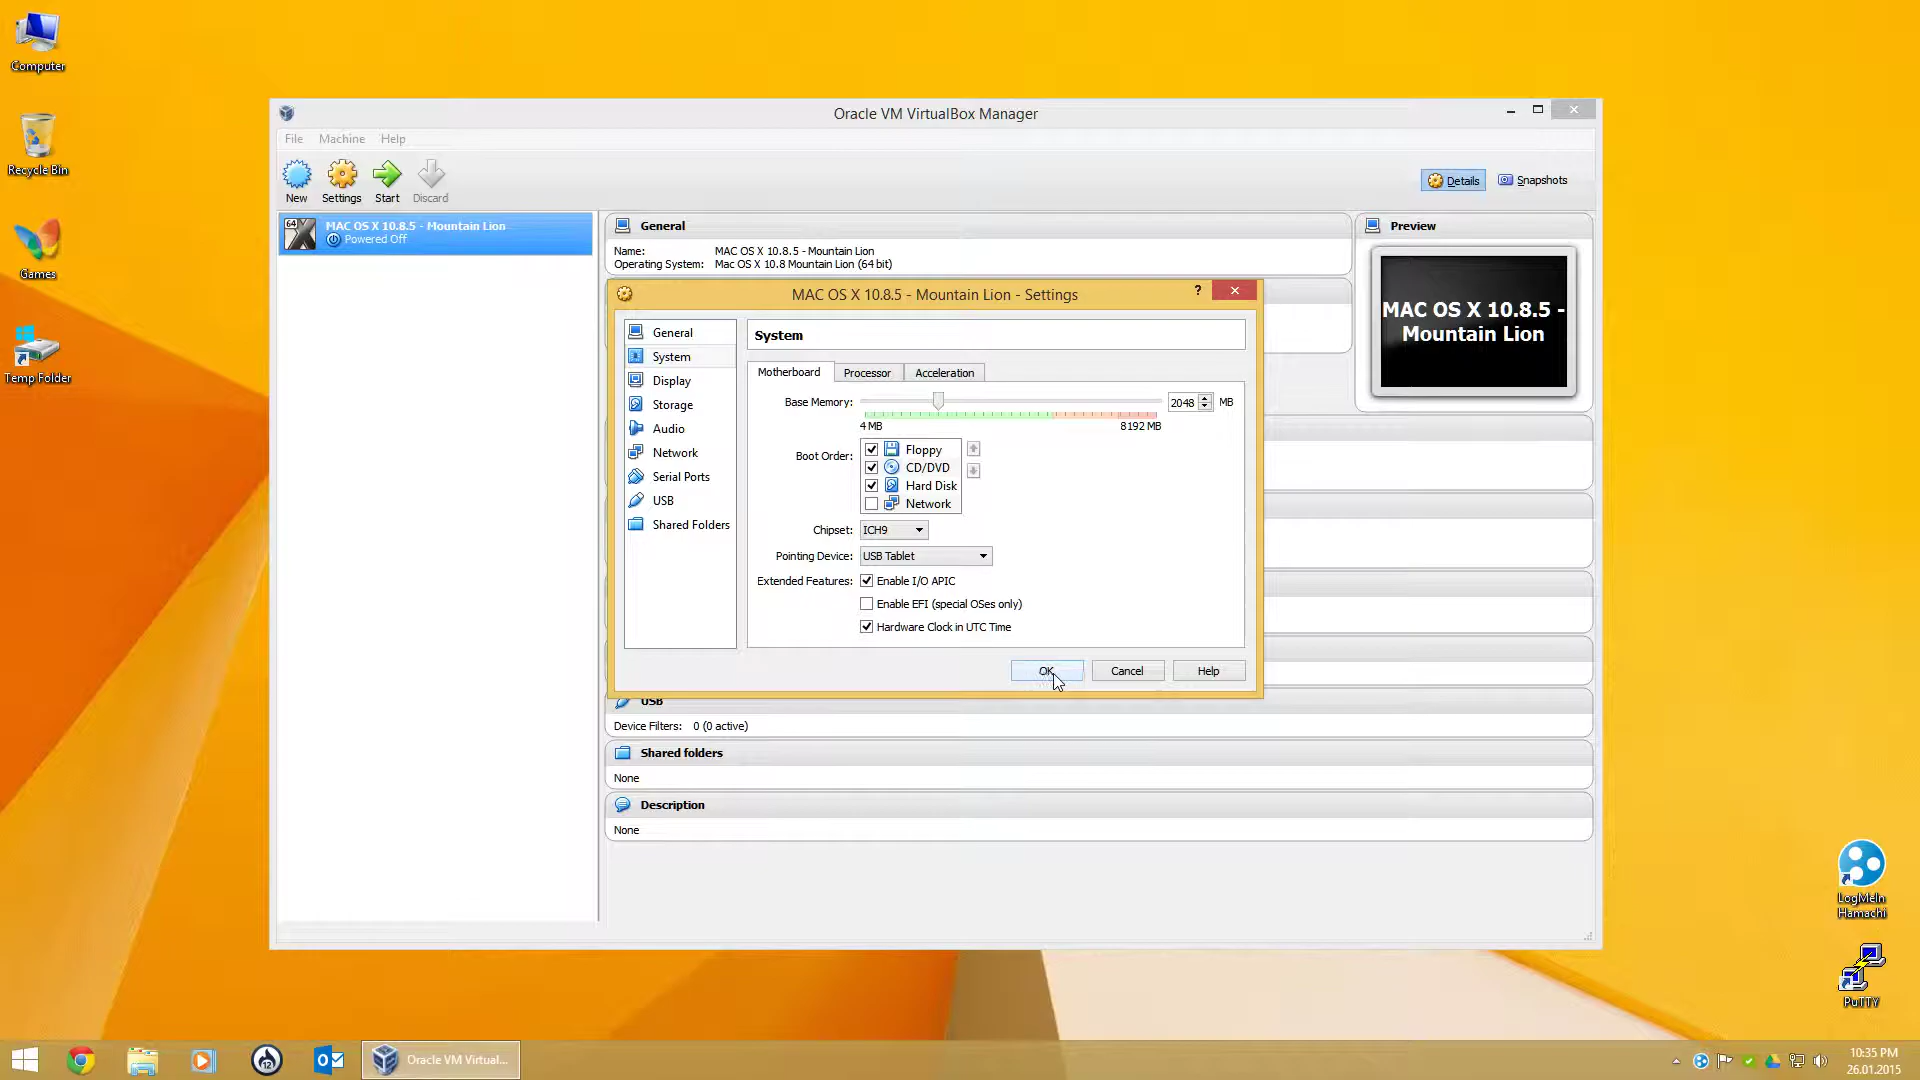 Computer
Recycle Bin
Games
Temp Folder
Oracle VM VirtualBox Manager
File Machine Help
New Settings Start Discard
Details Snapshots
64
MAC OS X 10.8.5 - Mountain Lion
Powered Off
General
Name: MAC OS X 10.8.5 - Mountain Lion
Operating System: Mac OS X 10.8 Mountain Lion (64 bit)
Preview
MAC OS X 10.8.5 -
Mountain Lion
MAC OS X 10.8.5 - Mountain Lion - Settings
?
General
System
Display
Storage
Audio
Network
Serial Ports
USB
Shared Folders
System
Motherboard Processor Acceleration
Base Memory: 2048 MB
4 MB 8192 MB
Boot Order:
Floppy
CD/DVD
Hard Disk
Network
Chipset: ICH9
Pointing Device: USB Tablet
Extended Features: Enable I/O APIC
Enable EFI (special OSes only)
Hardware Clock in UTC Time
OK Cancel Help
USB
Device Filters: 0 (0 active)
Shared folders
None
Description
None
LogMeIn
Hamachi
PuTTY
12
Oracle VM Virtual...
10:35 PM
26.01.2015